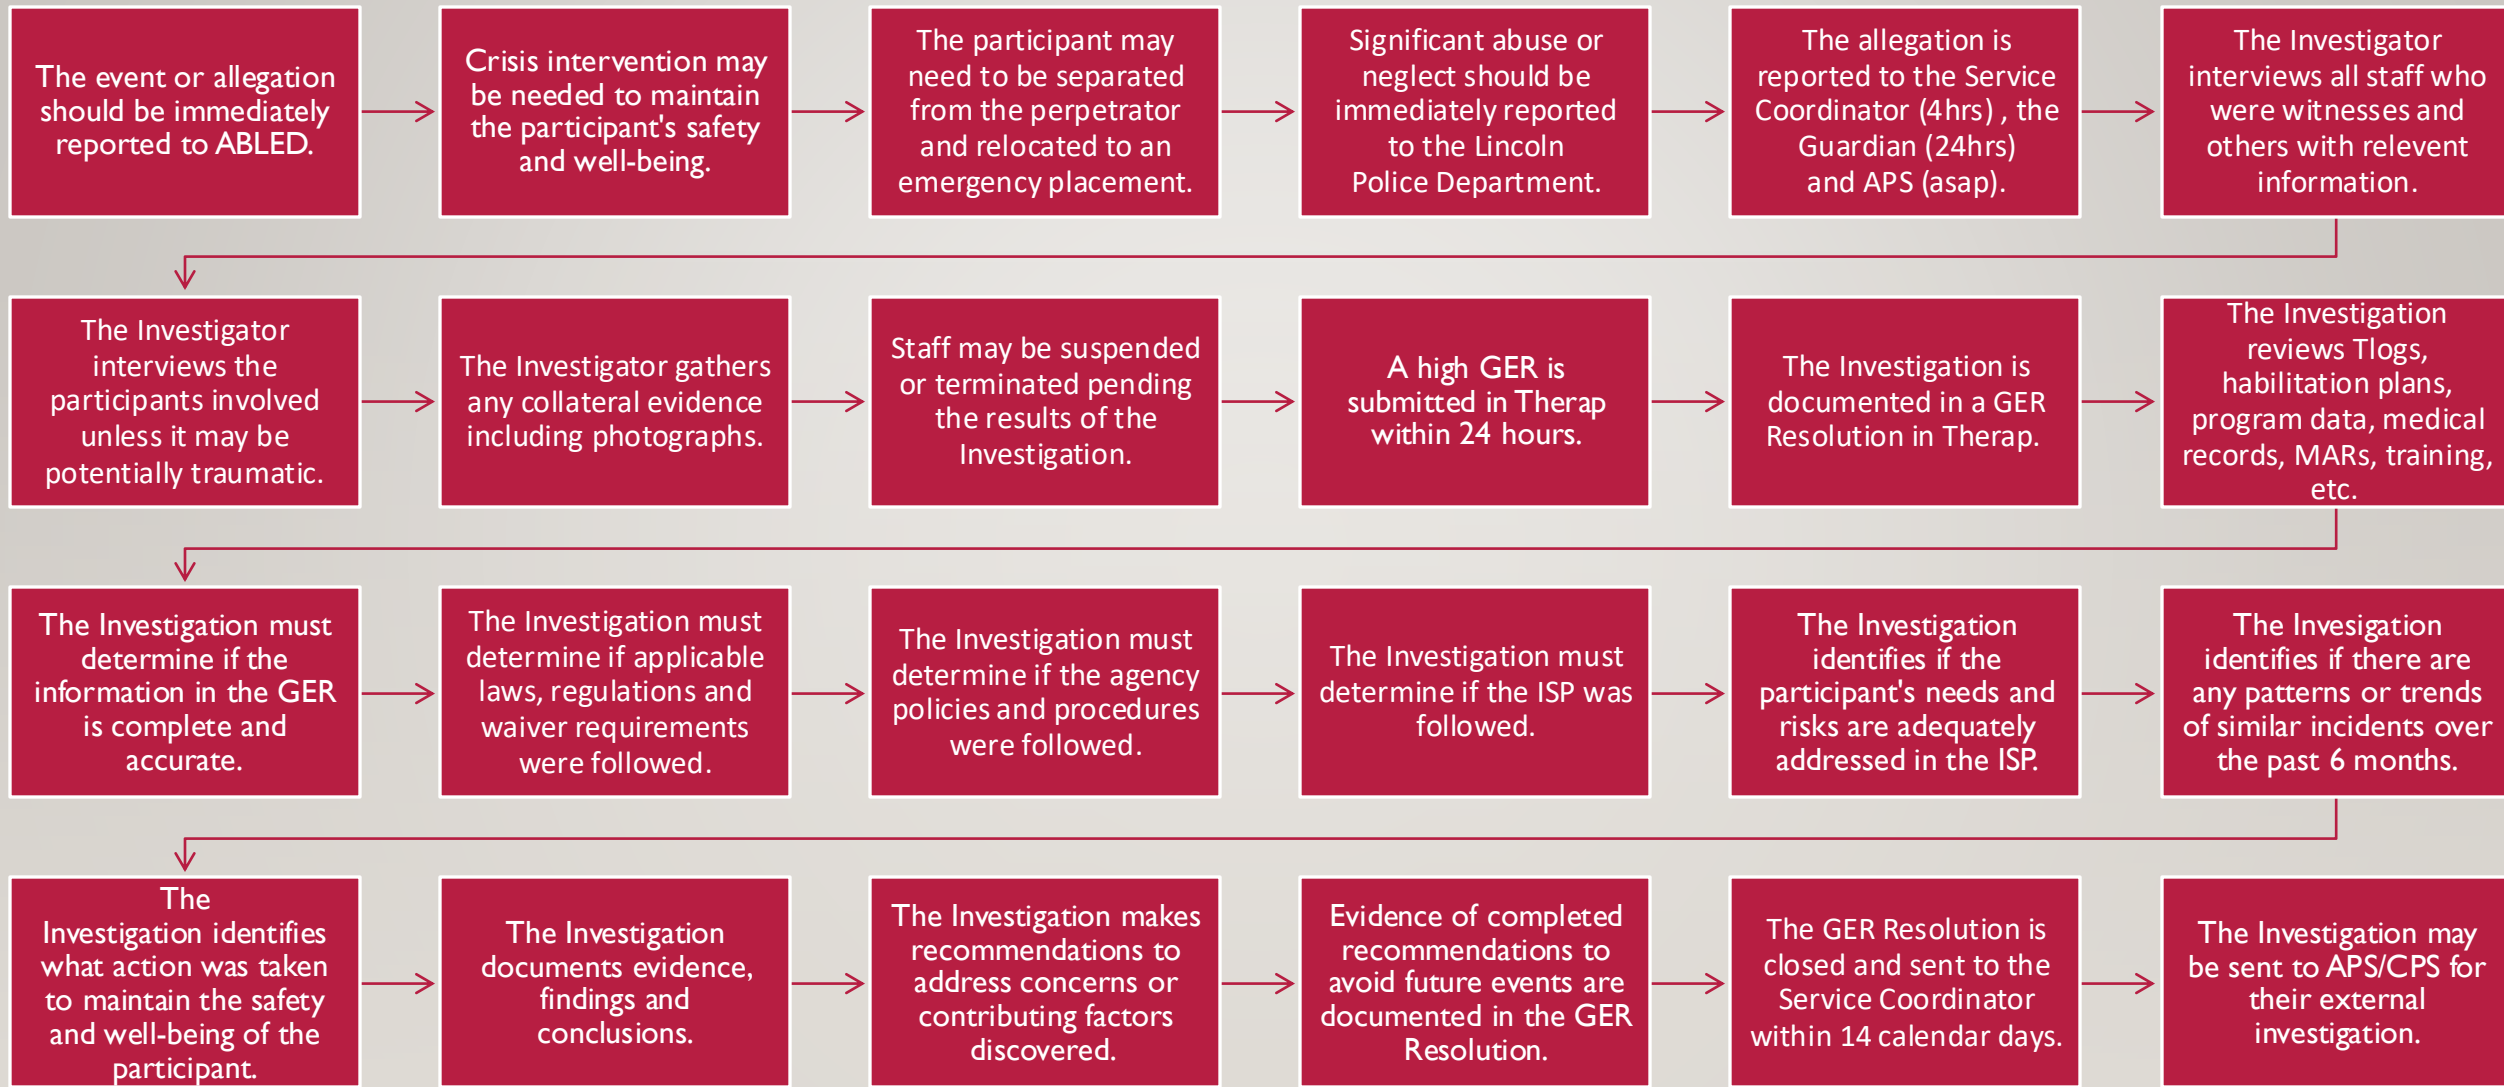 The event or allegation
should be immediately
reported to ABLED.
Crisis intervention may
be needed to maintain
the participant's safety
and well-being.
The participant may
need to be separated
from the perpetrator
and relocated to an
emergency placement.
Significant abuse or
neglect should be
immediately reported
to the Lincoln
Police Department.
The allegation is
reported to the Service
Coordinator (4hrs) , the
Guardian (24hrs)
and APS (asap).
The Investigator
interviews all staff who
were witnesses and
others with relevent
information.
The Investigator
interviews the
participants involved
unless it may be
potentially traumatic.
The Investigator gathers
any collateral evidence
including photographs.
Staff may be suspended
or terminated pending
the results of the
Investigation.
A high GER is
submitted in Therap
within 24 hours.
The Investigation is
documented in a GER
Resolution in Therap.
The Investigation
reviews Tlogs,
habilitation plans,
program data, medical
records, MARs, training,
etc.
The Investigation must
determine if the
information in the GER
is complete and
accurate.
The Investigation must
determine if applicable
laws, regulations and
waiver requirements
were followed.
The Investigation must
determine if the agency
policies and procedures
were followed.
The Investigation must
determine if the ISP was
followed.
The Investigation
identifies if the
participant's needs and
risks are adequately
addressed in the ISP.
The Invesigation
identifies if there are
any patterns or trends
of similar incidents over
the past 6 months.
The
Investigation identifies
what action was taken
to maintain the safety
and well-being of the
participant.
The Investigation
documents evidence,
findings and
conclusions.
The Investigation makes
recommendations to
address concerns or
contributing factors
discovered.
Evidence of completed
recommendations to
avoid future events are
documented in the GER
Resolution.
The GER Resolution is
closed and sent to the
Service Coordinator
within 14 calendar days.
The Investigation may
be sent to APS/CPS for
their external
investigation.